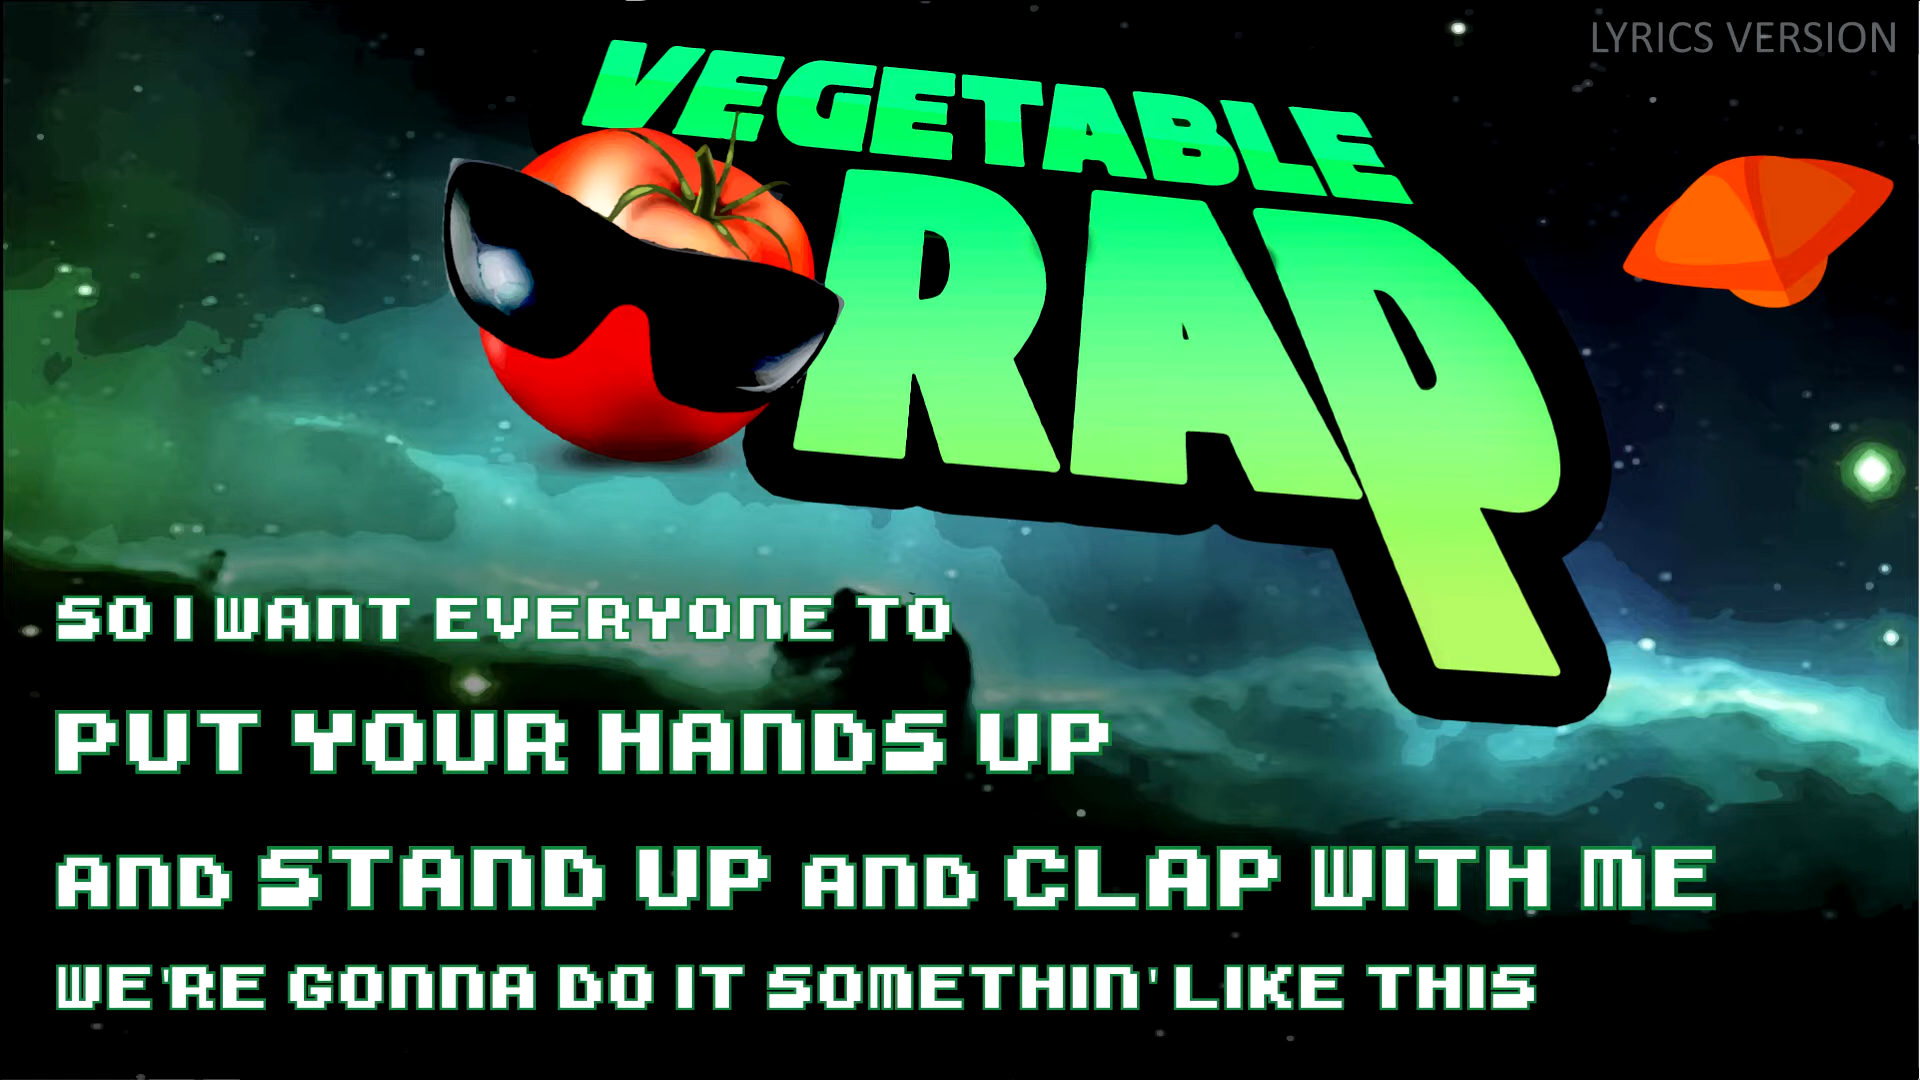 LYRICS VERSION
VEGETABLE
RAP
SO I WANT EVERYONE TO
PUT YOUR HANDS UP
AND STAND UP AND CLAP WITH ME
WE'RE GONNA DO IT SOMETHIN' LIKE THIS